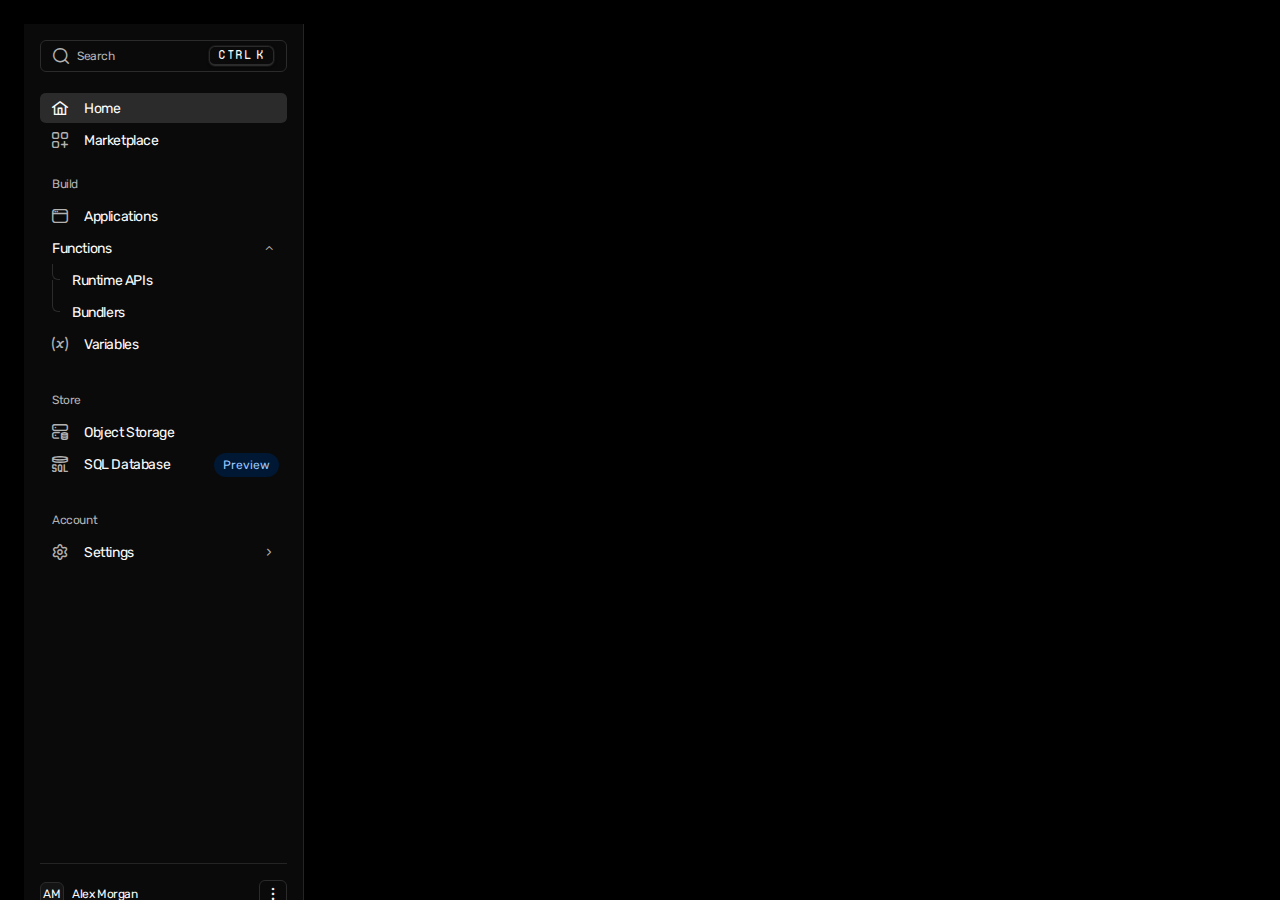 Search CTRL K
Home
Marketplace
Build
Applications
Functions
Runtime APIs
Bundlers
(x) Variables
Store
Object Storage
SQL SQL Database Preview
Account
Settings
AM Alex Morgan